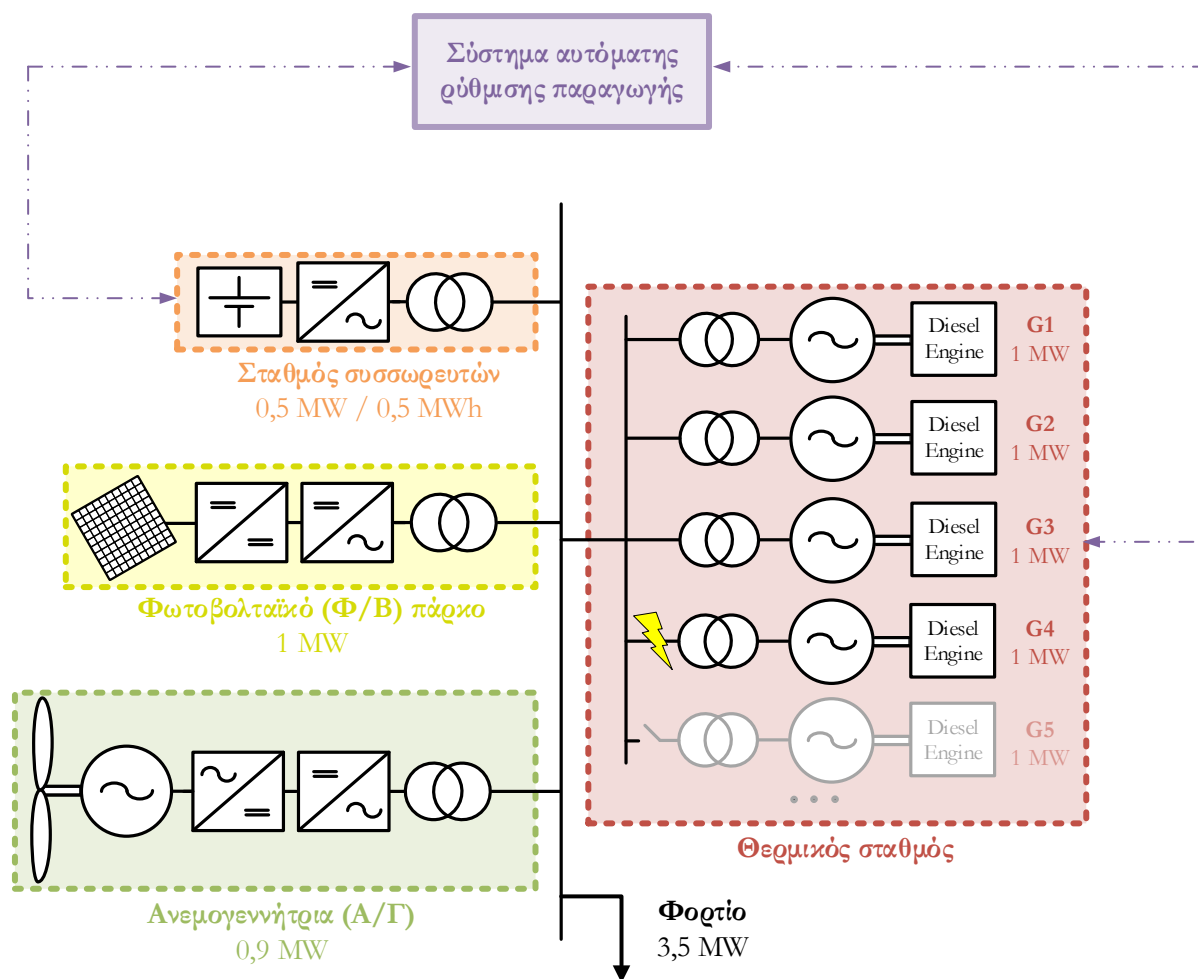 Σύστημα αυτόματης
ρύθμισης παραγωγής
Σταθμός συσσωρευτών
0,5 MW / 0,5 MWh
Φωτοβολταϊκό (Φ/Β) πάρκο
1 MW
Ανεμογεννήτρια (Α/Γ)
0,9 MW
Diesel
Engine
G1
1 MW
Diesel
Engine
G2
1 MW
Diesel
Engine
G3
1 MW
Diesel
Engine
G4
1 MW
Diesel
Engine
G5
1 MW
Θερμικός σταθμός
Φορτίο
3,5 MW